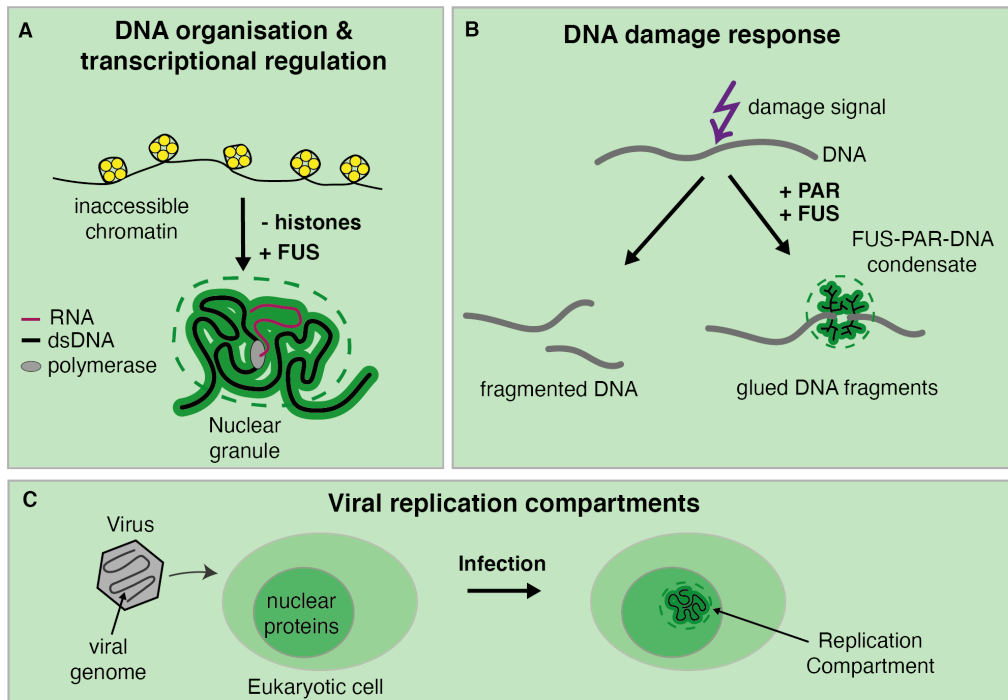 A
DNA organisation &
transcriptional regulation
inaccessible
chromatin
- histones
+ FUS
RNA
dsDNA
polymerase
Nuclear
granule
B
DNA damage response
damage signal
DNA
+ PAR
+ FUS
FUS-PAR-DNA
condensate
fragmented DNA
glued DNA fragments
C
Viral replication compartments
Virus
viral
genome
nuclear
proteins
Eukaryotic cell
Infection
Replication
Compartment